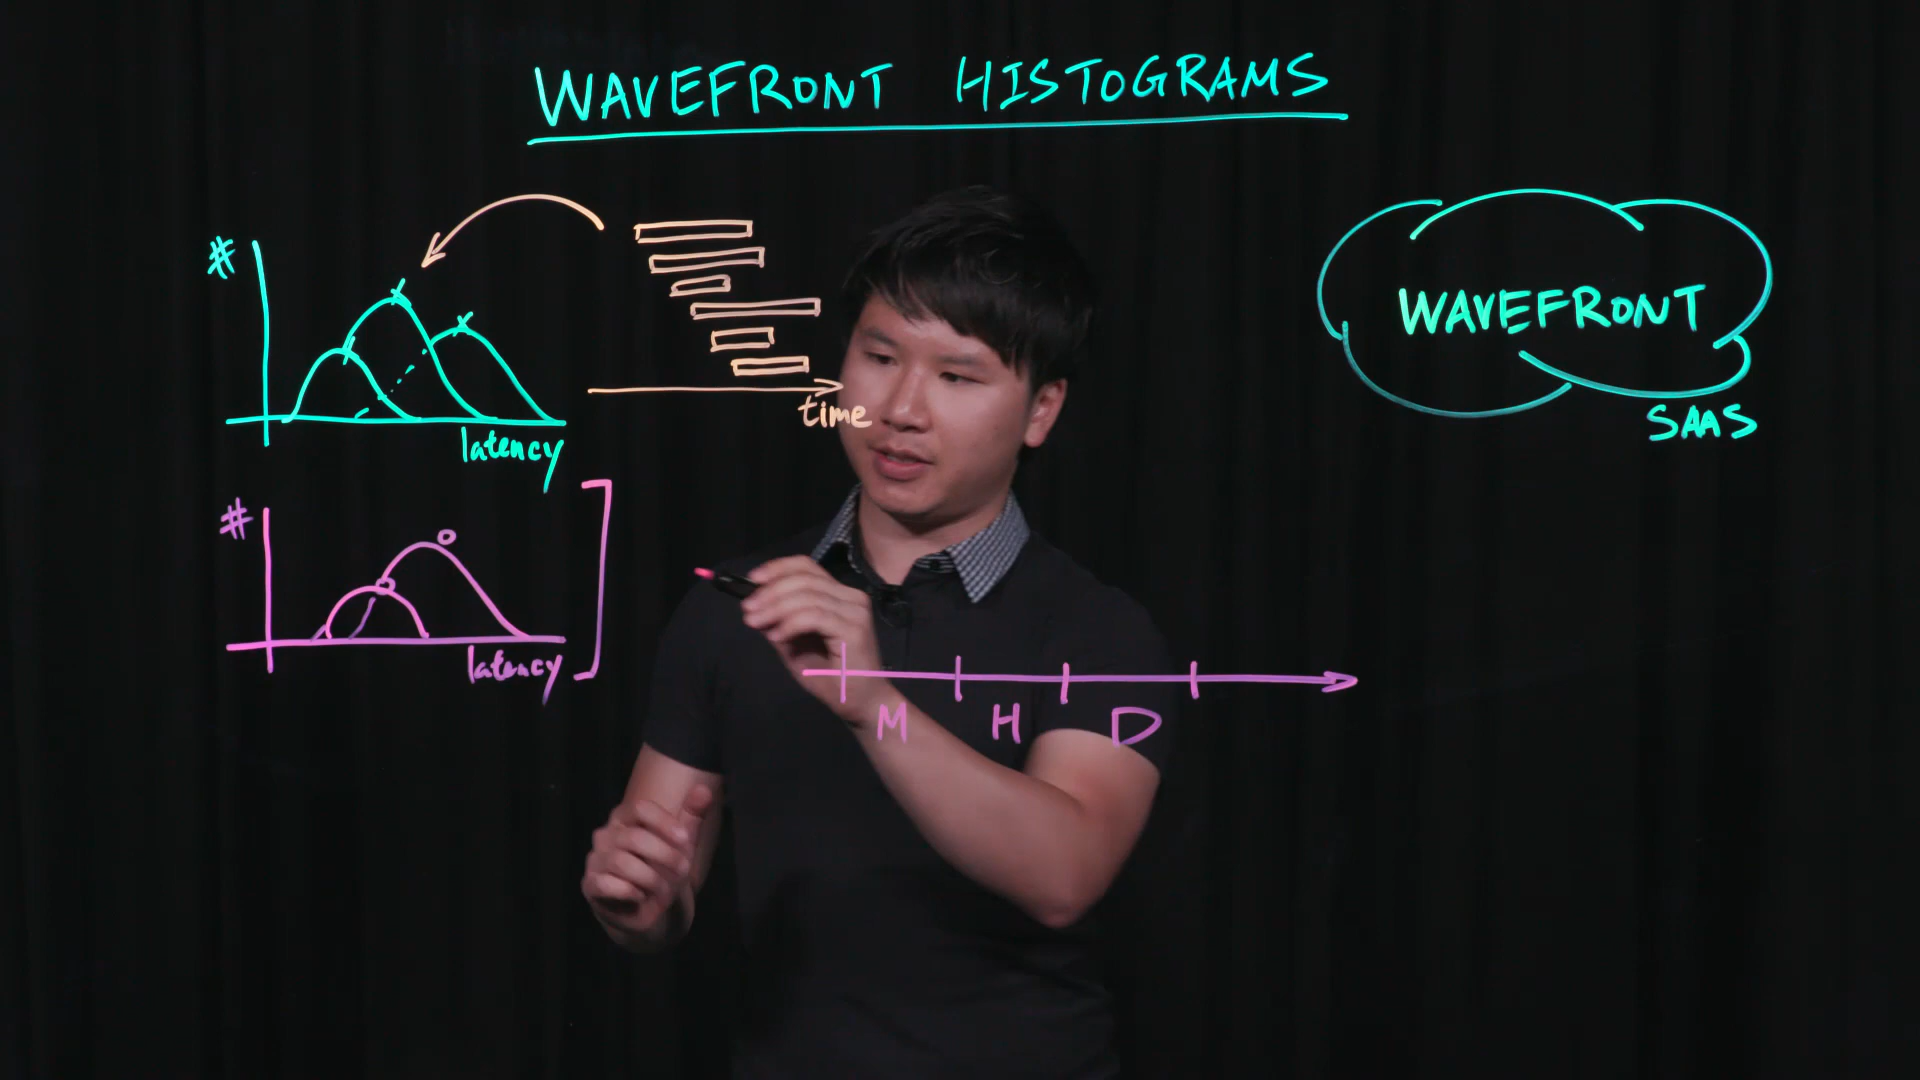 WAVEFRONT HISTOGRAMS
#
time
WAVEFRONT
SAAS
latency
#
latency
M H D